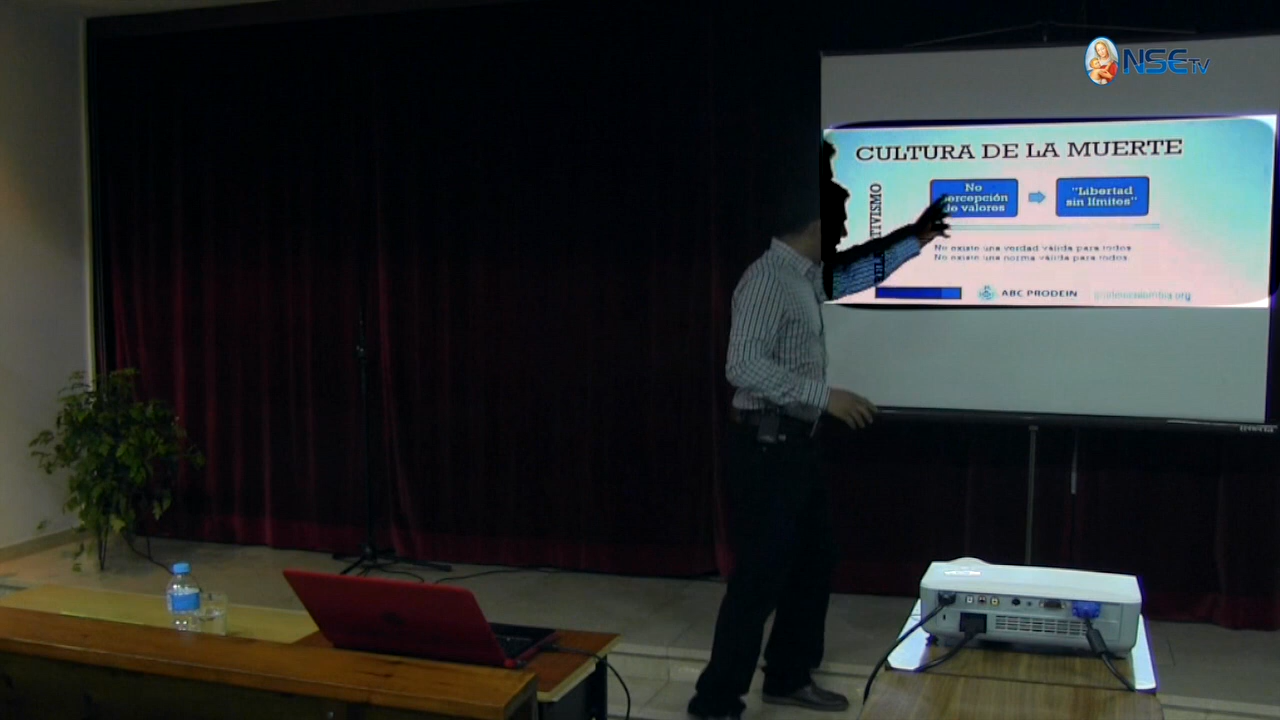 NSETV
CULTURA DE LA MUERTE
No
percepción
de valores
"Libertad
sin límites"
No existe una verdad válida para todos.
No existe una norma válida para todos.
ABC PRODEIN